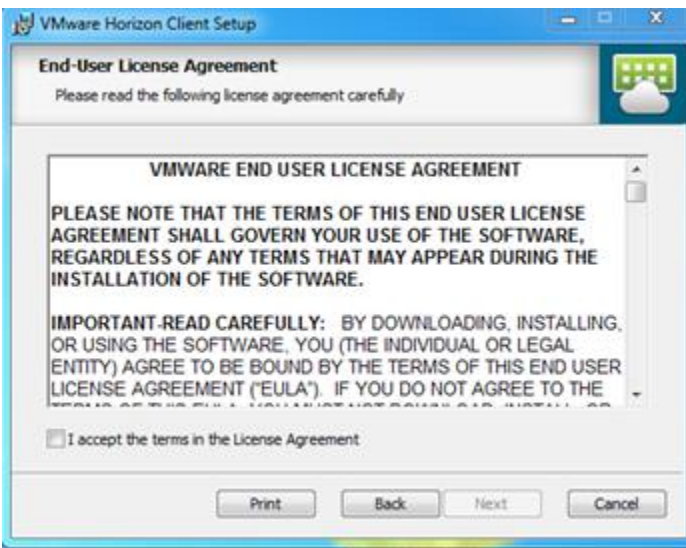 VMware Horizon Client Setup
End-User License Agreement
Please read the following license agreement carefully
VMWARE END USER LICENSE AGREEMENT
PLEASE NOTE THAT THE TERMS OF THIS END USER LICENSE
AGREEMENT SHALL GOVERN YOUR USE OF THE SOFTWARE,
REGARDLESS OF ANY TERMS THAT MAY APPEAR DURING THE
INSTALLATION OF THE SOFTWARE.
IMPORTANT-READ CAREFULLY: BY DOWNLOADING, INSTALLING,
OR USING THE SOFTWARE, YOU (THE INDIVIDUAL OR LEGAL
ENTITY) AGREE TO BE BOUND BY THE TERMS OF THIS END USER
LICENSE AGREEMENT ("EULA"). IF YOU DO NOT AGREE TO THE
I accept the terms in the License Agreement
Print Back Next Cancel